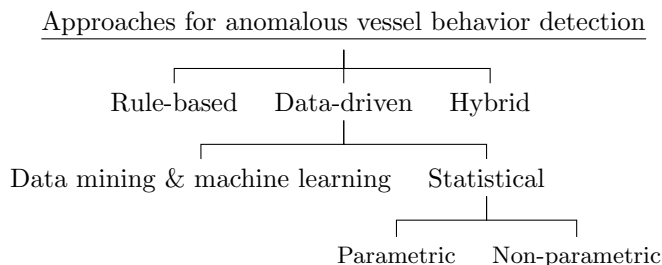 Approaches for anomalous vessel behavior detection
Rule-based Data-driven Hybrid
Data mining & machine learning Statistical
Parametric Non-parametric